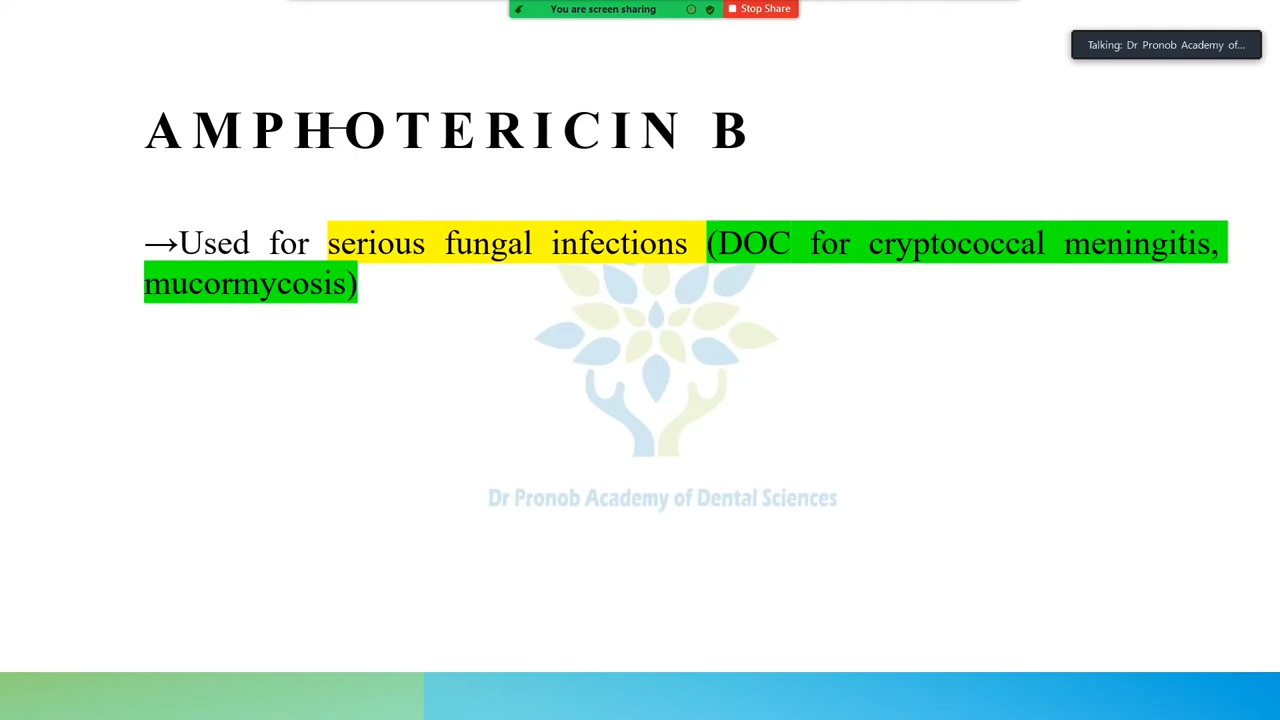 You are screen sharing
Stop Share
Talking: Dr Pronob Academy of...
AMPHOTERICIN B
→Used for serious fungal infections (DOC for cryptococcal meningitis,
mucormycosis)
Dr Pronob Academy of Dental Sciences